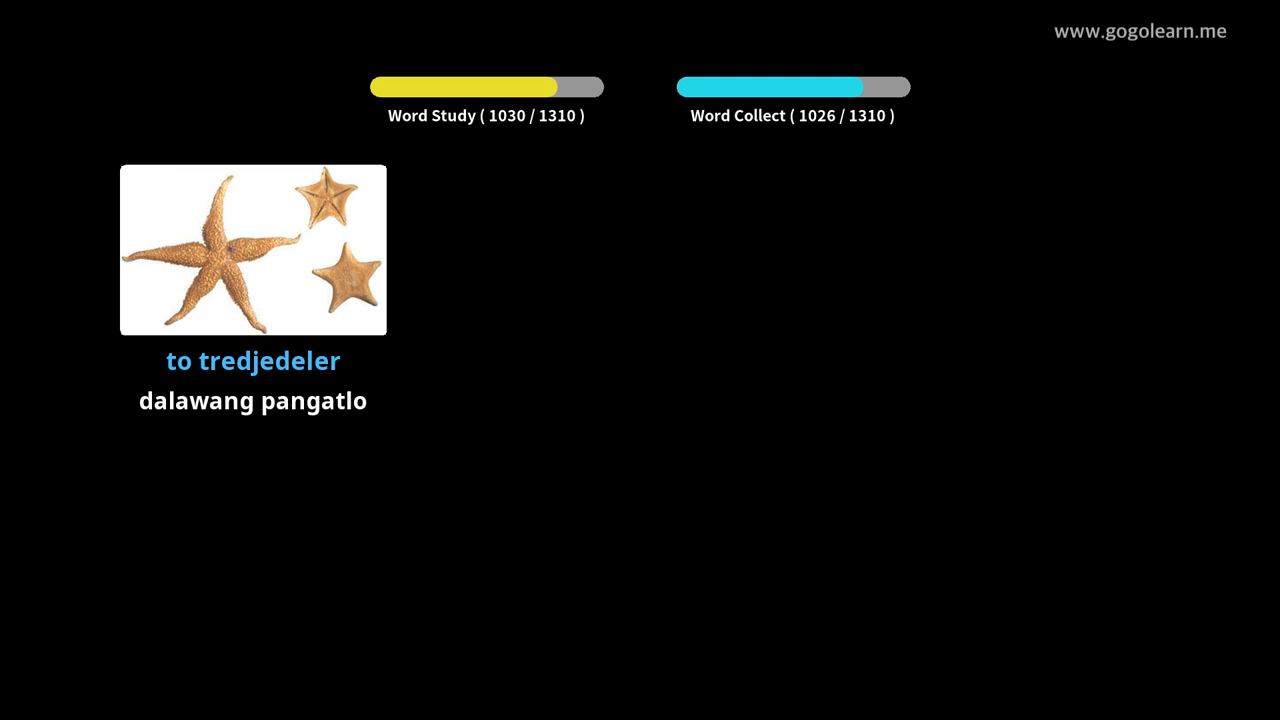 www.gogolearn.me
Word Study ( 1030 / 1310 )
Word Collect ( 1026 / 1310 )
to tredjedeler
dalawang pangatlo